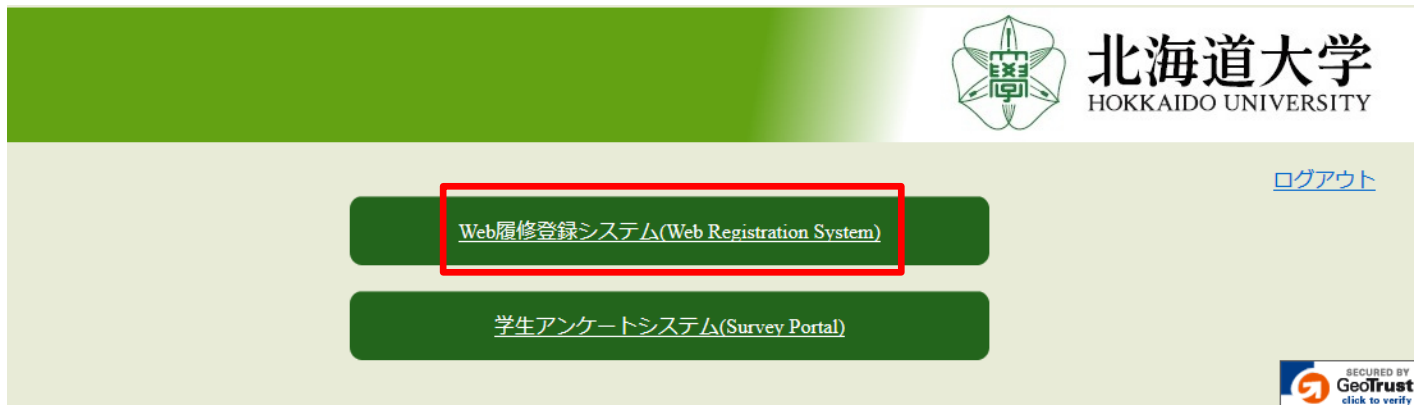 北海道大学
HOKKAIDO UNIVERSITY
ログアウト
Web履修登録システム(Web Registration System)
学生アンケートシステム(Survey Portal)
SECURED BY
GeoTrust
click to verify